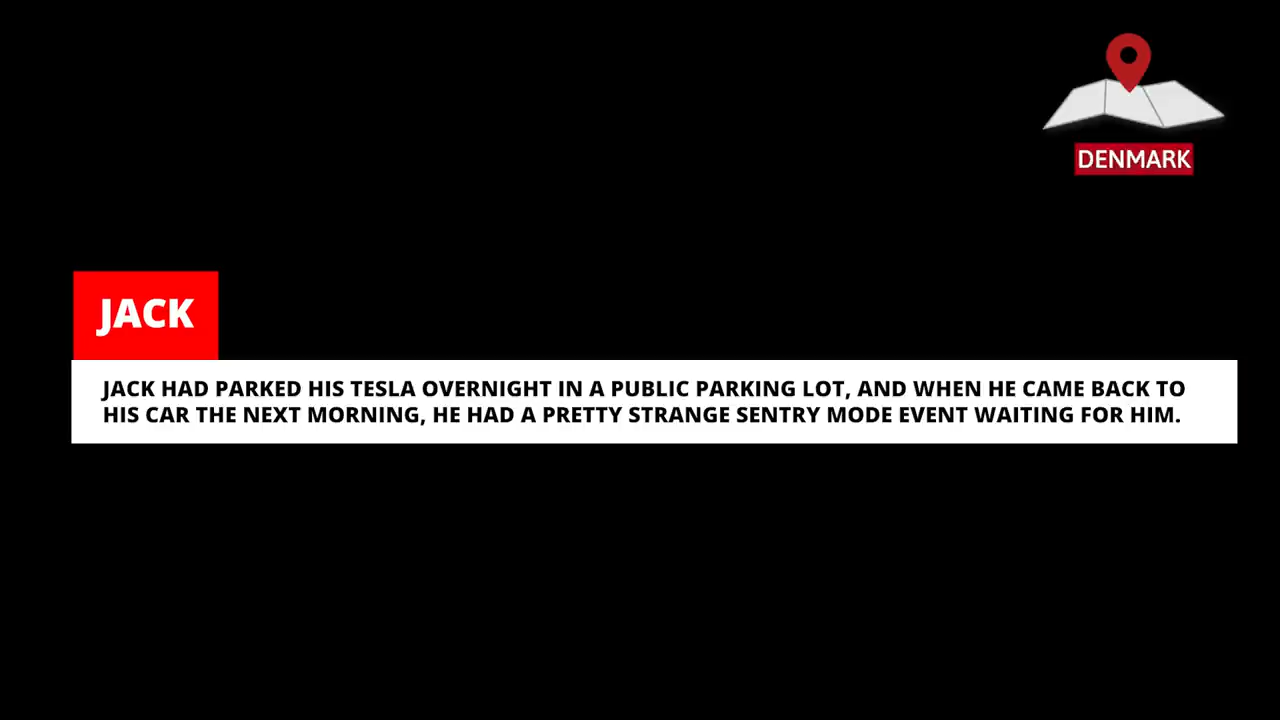 DENMARK
JACK
JACK HAD PARKED HIS TESLA OVERNIGHT IN A PUBLIC PARKING LOT, AND WHEN HE CAME BACK TO
HIS CAR THE NEXT MORNING, HE HAD A PRETTY STRANGE SENTRY MODE EVENT WAITING FOR HIM.